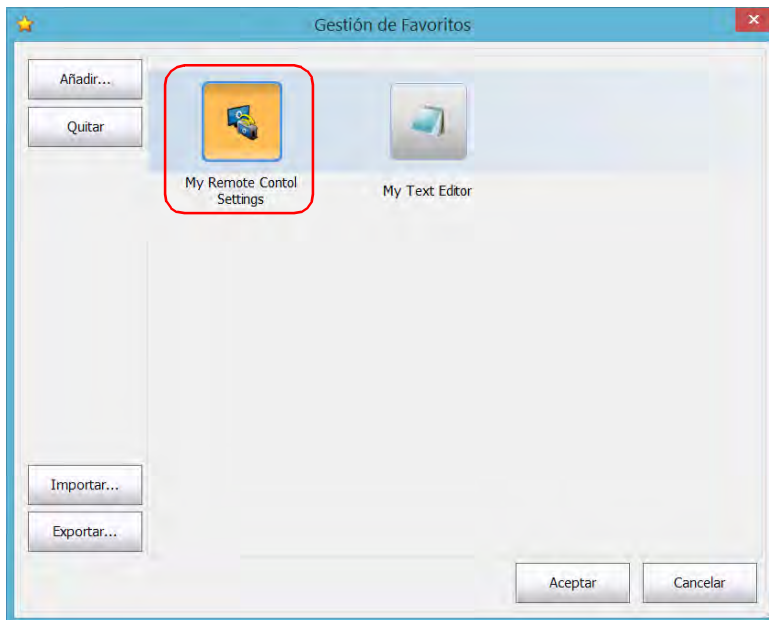 Gestión de Favoritos
Añadir...
Quitar
My Remote Contol
Settings
My Text Editor
Importar...
Exportar...
Aceptar
Cancelar